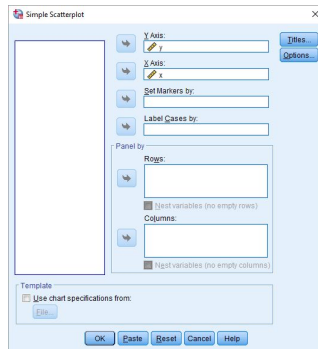 Simple Scatterplot
Y Axis:
y
Titles...
X Axis:
Options...
x
Set Markers by:
Label Cases by:
Panel by
Rows:
Nest variables (no empty rows)
Columns:
Nest variables (no empty columns)
Template
Use chart specifications from:
File...
OK Paste Reset Cancel Help